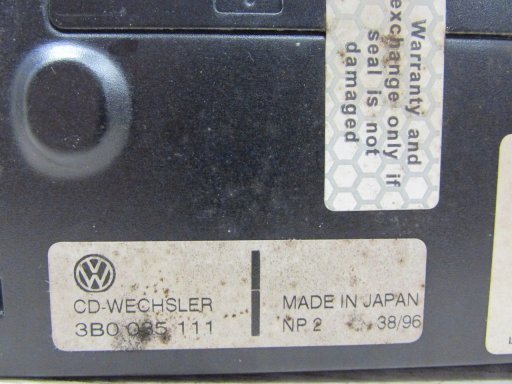 Warranty and
exchange only if
seal is not
damaged
CD-WECHSLER
3B0 035 111
MADE IN JAPAN
NP 2 38/96